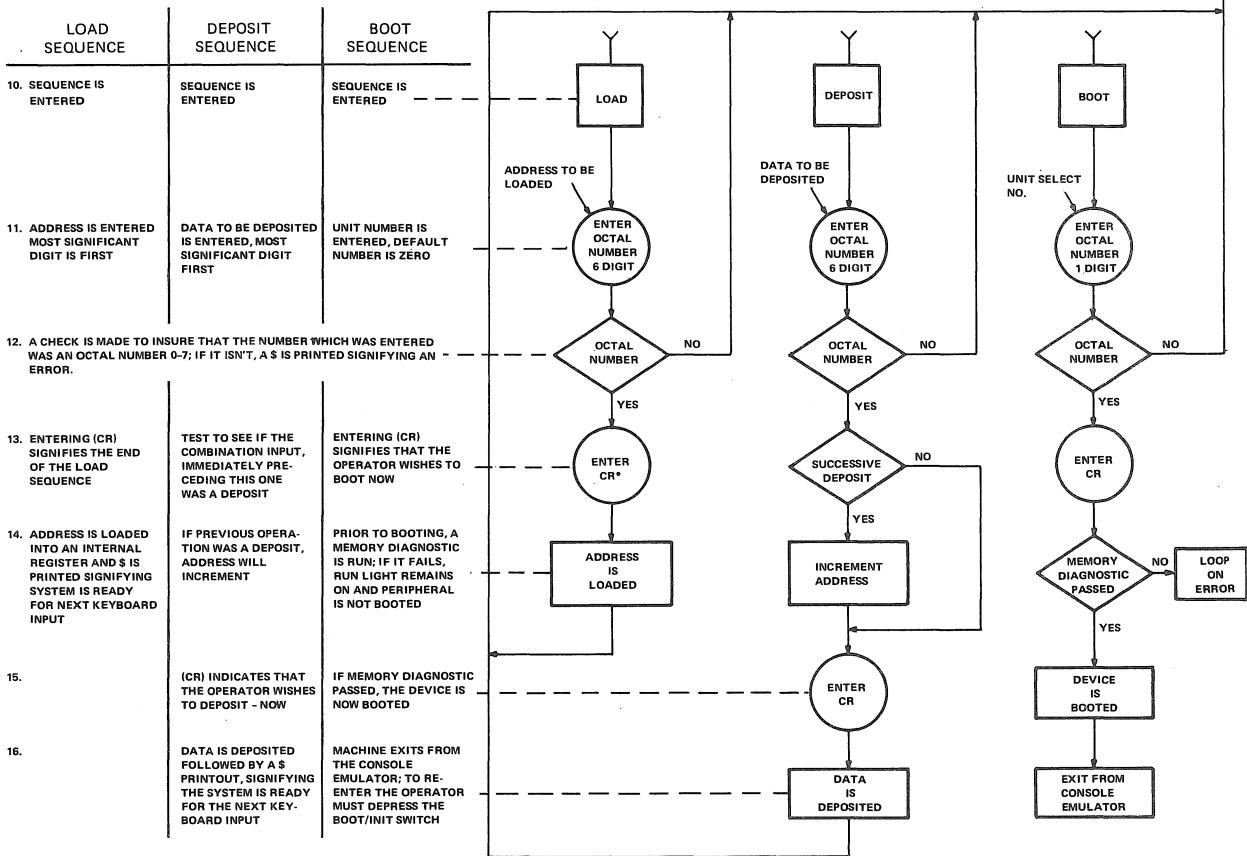 LOAD
SEQUENCE
DEPOSIT
SEQUENCE
BOOT
SEQUENCE
10. SEQUENCE IS
ENTERED
SEQUENCE IS
ENTERED
SEQUENCE IS
ENTERED
11. ADDRESS IS ENTERED
MOST SIGNIFICANT
DIGIT IS FIRST
DATA TO BE DEPOSITED
IS ENTERED, MOST
SIGNIFICANT DIGIT
FIRST
UNIT NUMBER IS
ENTERED, DEFAULT
NUMBER IS ZERO
12. A CHECK IS MADE TO INSURE THAT THE NUMBER WHICH WAS ENTERED
WAS AN OCTAL NUMBER 0-7; IF IT ISN'T, A $ IS PRINTED SIGNIFYING AN
ERROR.
13. ENTERING (CR)
SIGNIFIES THE END
OF THE LOAD
SEQUENCE
TEST TO SEE IF THE
COMBINATION INPUT,
IMMEDIATELY PRE-
CEDING THIS ONE
WAS A DEPOSIT
ENTERING (CR)
SIGNIFIES THAT THE
OPERATOR WISHES TO
BOOT NOW
14. ADDRESS IS LOADED
INTO AN INTERNAL
REGISTER AND $ IS
PRINTED SIGNIFYING
SYSTEM IS READY
FOR NEXT KEYBOARD
INPUT
IF PREVIOUS OPERA-
TION WAS A DEPOSIT,
ADDRESS WILL
INCREMENT
PRIOR TO BOOTING, A
MEMORY DIAGNOSTIC
IS RUN; IF IT FAILS,
RUN LIGHT REMAINS
ON AND PERIPHERAL
IS NOT BOOTED
15.
(CR) INDICATES THAT
THE OPERATOR WISHES
TO DEPOSIT - NOW
IF MEMORY DIAGNOSTIC
PASSED, THE DEVICE IS
NOW BOOTED
16.
DATA IS DEPOSITED
FOLLOWED BY A $
PRINTOUT, SIGNIFYING
THE SYSTEM IS READY
FOR THE NEXT KEY-
BOARD INPUT
MACHINE EXITS FROM
THE CONSOLE
EMULATOR; TO RE-
ENTER THE OPERATOR
MUST DEPRESS THE
BOOT/INIT SWITCH
LOAD
ADDRESS TO BE
LOADED
ENTER
OCTAL
NUMBER
6 DIGIT
OCTAL
NUMBER
NO
YES
ENTER
CR*
ADDRESS
IS
LOADED
DEPOSIT
DATA TO BE
DEPOSITED
ENTER
OCTAL
NUMBER
6 DIGIT
OCTAL
NUMBER
NO
YES
SUCCESSIVE
DEPOSIT
NO
YES
INCREMENT
ADDRESS
ENTER
CR
DATA
IS
DEPOSITED
BOOT
UNIT SELECT
NO.
ENTER
OCTAL
NUMBER
1 DIGIT
OCTAL
NUMBER
NO
YES
ENTER
CR
MEMORY
DIAGNOSTIC
PASSED
NO
LOOP
ON
ERROR
YES
DEVICE
IS
BOOTED
EXIT FROM
CONSOLE
EMULATOR